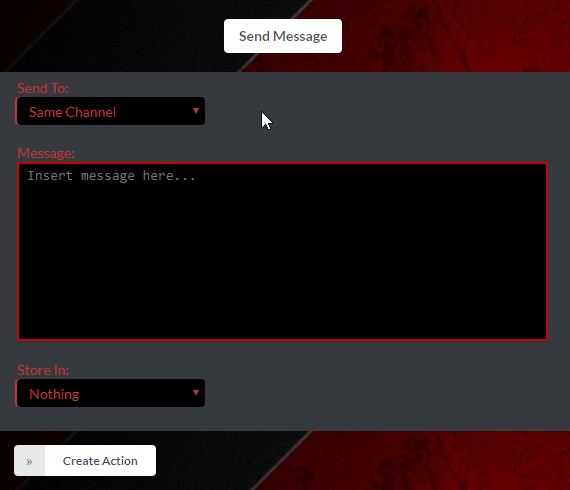 Send Message
Send To:
Same Channel
Message:
Insert message here...
Store In:
Nothing
» Create Action